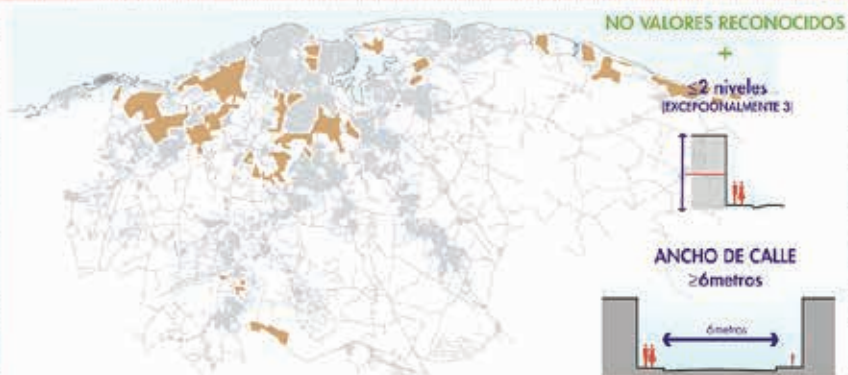 NO VALORES RECONOCIDOS
+
≤2 niveles
(EXCEPCIONALMENTE 3)
ANCHO DE CALLE
≥6metros
6metros